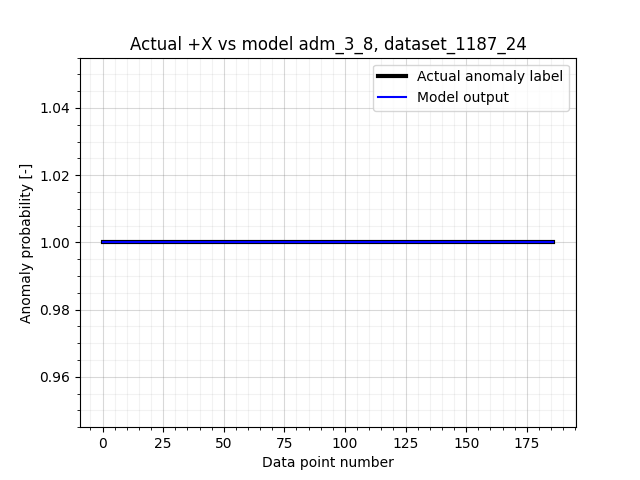 Actual +X vs model adm_3_8, dataset_1187_24
Actual anomaly label
Model output
1.04
1.02
1.00
0.98
0.96
Anomaly probability [-]
0 25 50 75 100 125 150 175
Data point number